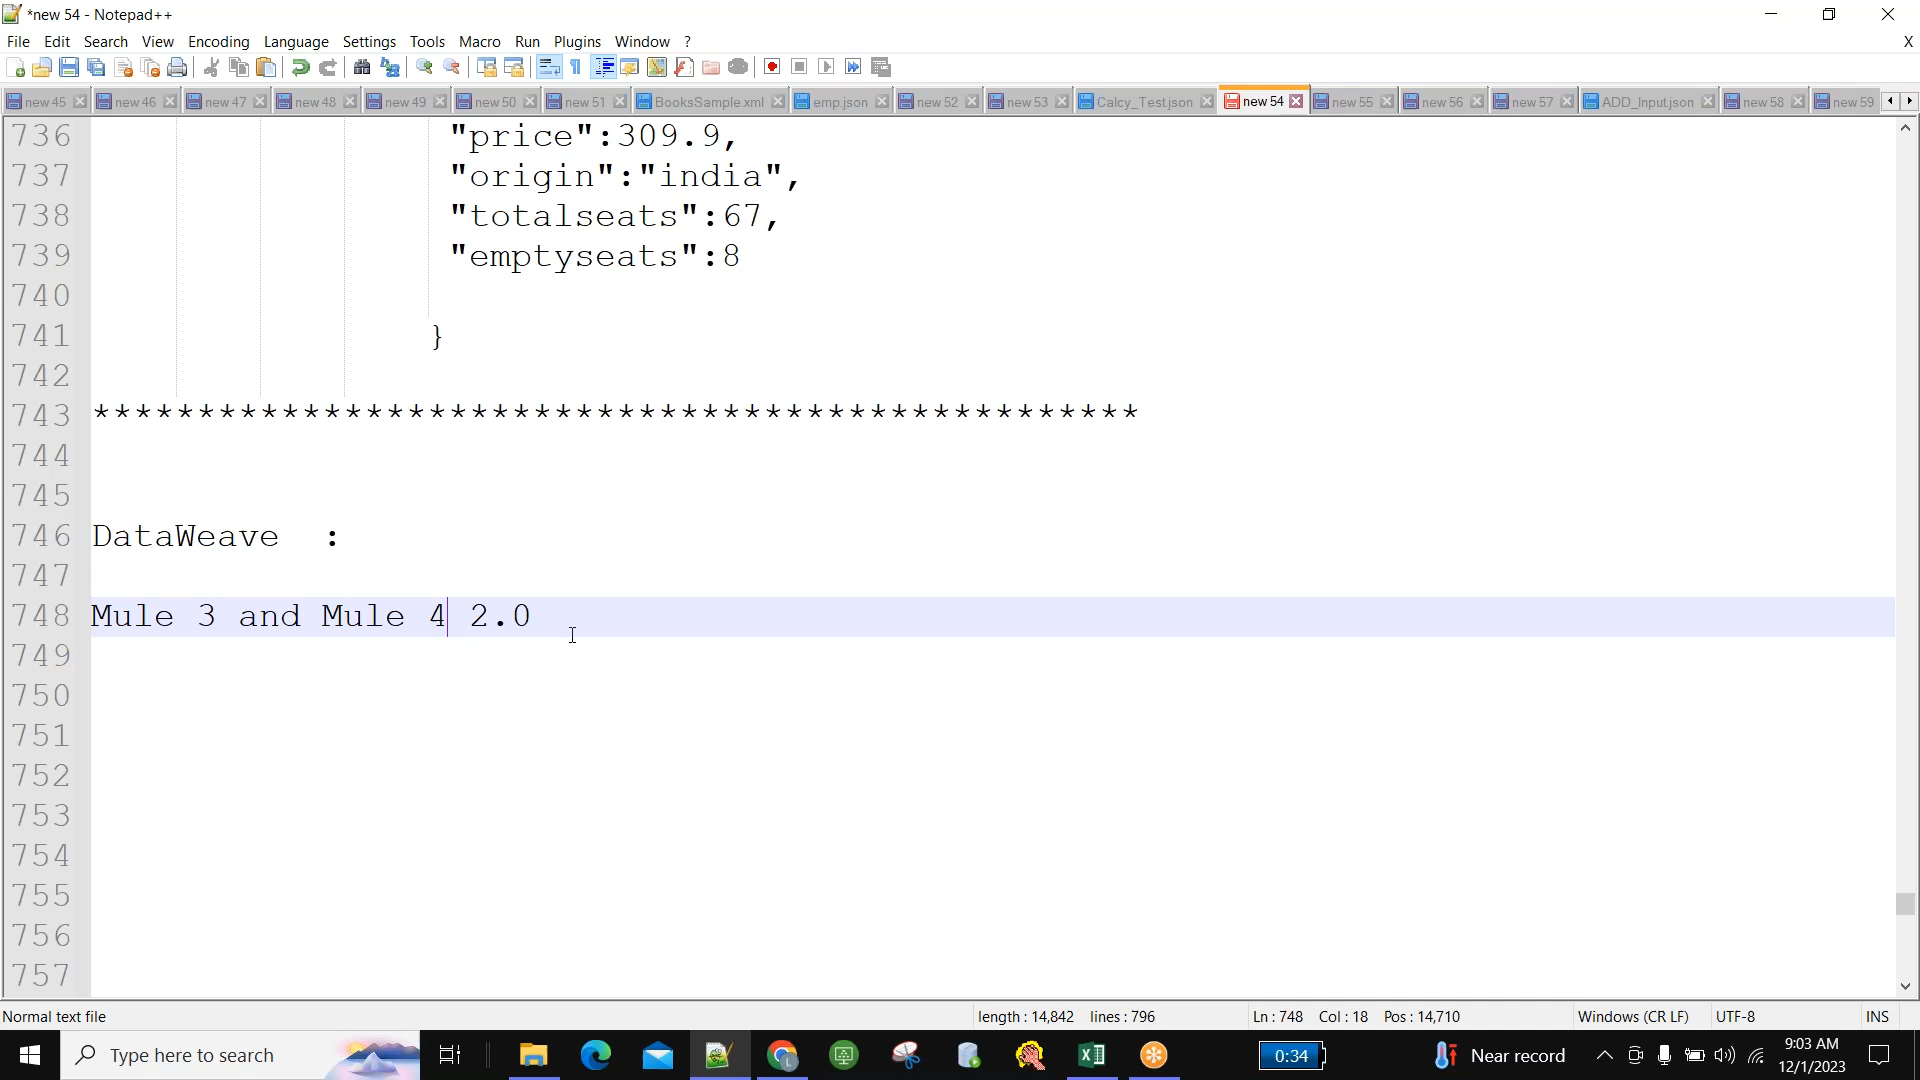 *new 54 - Notepad++
File Edit Search View Encoding Language Settings Tools Macro Run Plugins Window ? X
new 45 new 46 new 47 new 48 new 49 new 50 new 51 BooksSample.xml emp.json new 52 new 53 Calcy_Test.json new 54 new 55 new 56 new 57 ADD_Input.json new 58 new 59
736 "price":309.9,
737 "origin":"india",
738 "totalseats":67,
739 "emptyseats":8
740
741 }
742
743 **************************************************
744
745
746 DataWeave :
747
748 Mule 3 and Mule 4 2.0
749
750
751
752
753
754
755
756
757
Normal text file length : 14,842 lines : 796 Ln : 748 Col : 18 Pos : 14,710 Windows (CR LF) UTF-8 INS
Type here to search 0:34 Near record 9:03 AM
12/1/2023